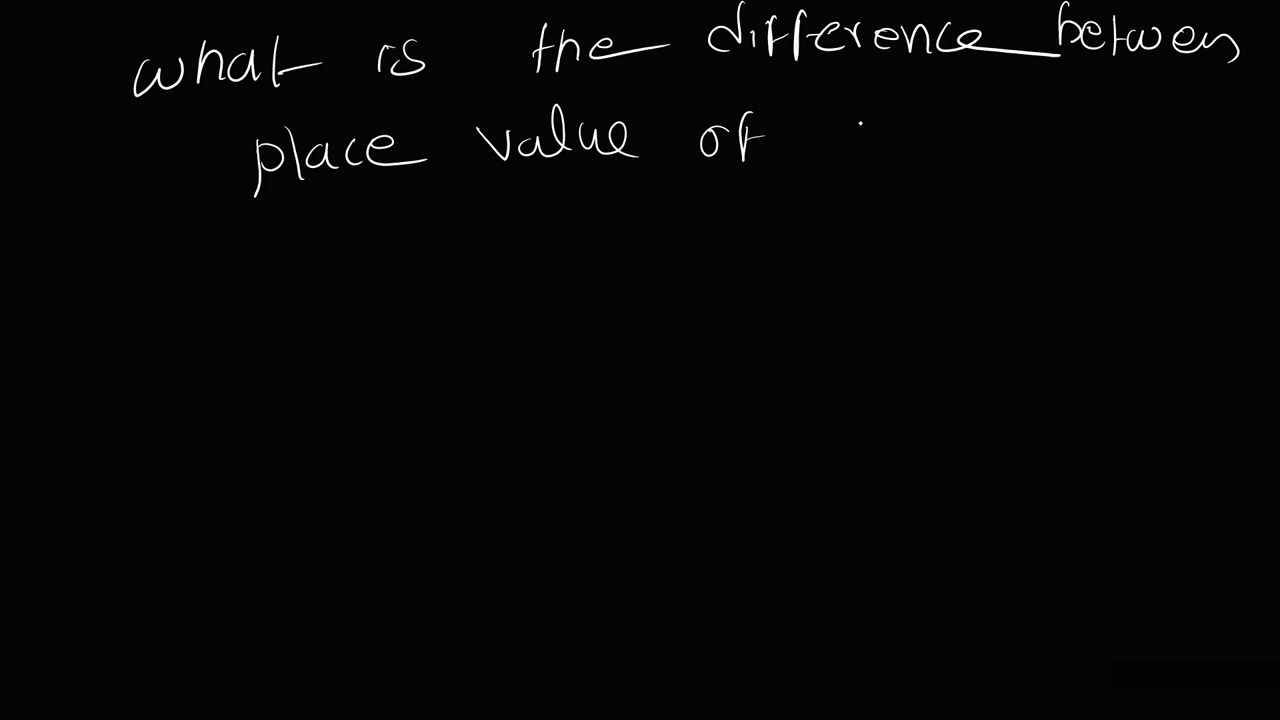 what is the difference between
place value of